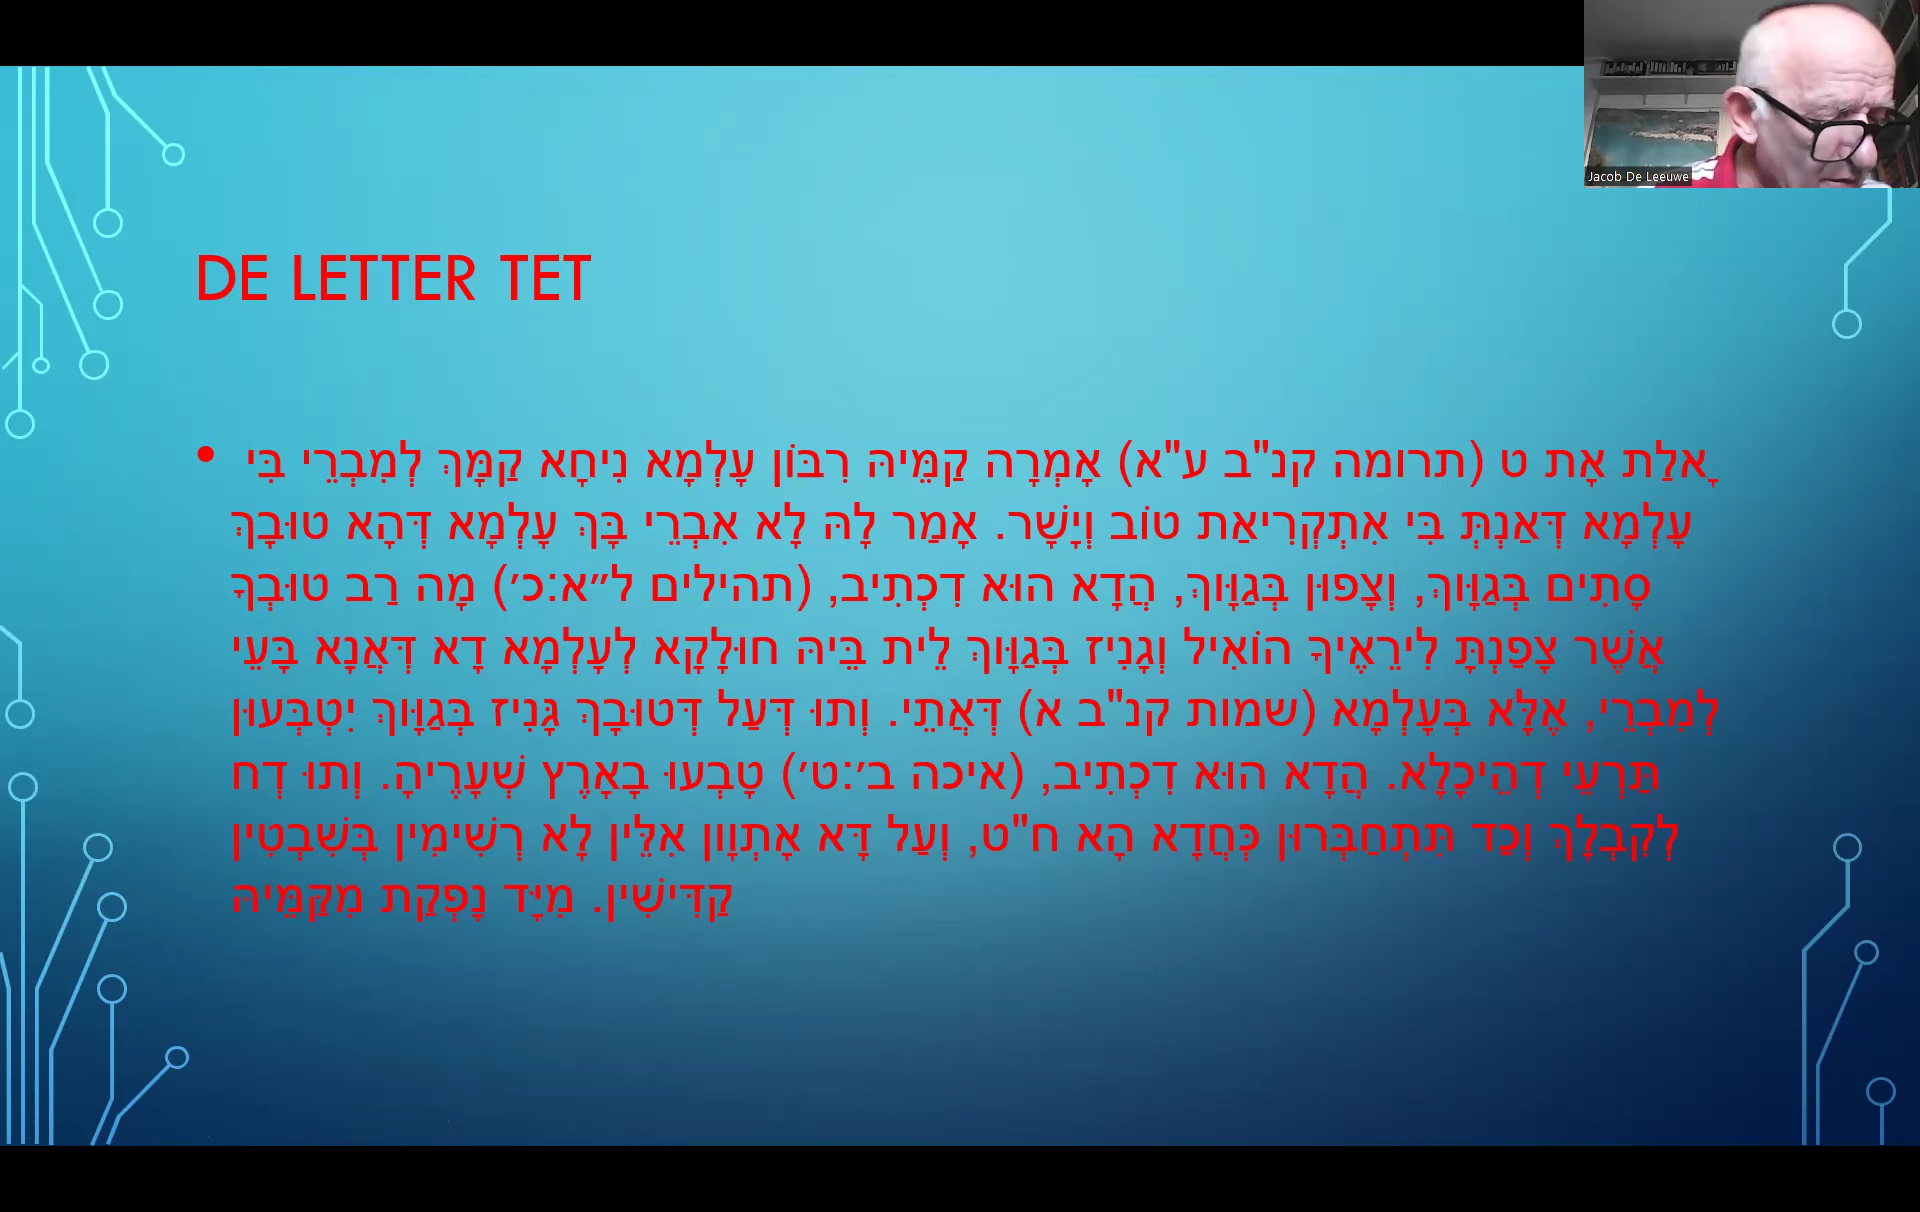 Jacob De Leeuwe
DE LETTER TET
• ָאלַת אָת ט (תרומה קנ"ב ע"א) אָמְרָה קַמֵּיהּ רִבּוֹן עָלְמָא נִיחָא קַמָּךְ לְמִבְרֵי בִּי
עָלְמָא דְּאַנְתְּ בִּי אִתְקְרִיאַת טוֹב וְיָשָׁר. אָמַר לָהּ לָא אִבְרֵי בָּךְ עָלְמָא דְּהָא טוּבָךְ
סָתִים בְּגַוָּוךְ, וְצָפוּן בְּגַוָּוךְ, הֲדָא הוּא דִכְתִיב, (תהילים ל״א:כ׳) מָה רַב טוּבְךָ
אֲשֶׁר צָפַנְתָּ לִירֵאֶיךָ הוֹאִיל וְגָנִיז בְּגַוָּוךְ לֵית בֵּיהּ חוּלָקָא לְעָלְמָא דָא דְּאֲנָא בָּעֵי
לְמִבְרֵי, אֶלָּא בְּעָלְמָא (שמות קנ"ב א) דְּאֲתֵי. וְתוּ דְּעַל דְּטוּבָךְ גָּנִיז בְּגַוָּוךְ יִטְבְּעוּן
תַּרְעֵי דְהֵיכָלָא. הֲדָא הוּא דִכְתִיב, (איכה ב׳:ט׳) טָבְעוּ בָאָרֶץ שְׁעָרֶיהָ. וְתוּ דְח
לְקִבְלָךְ וְכַד תִּתְחַבְּרוּן כְּחֲדָא הָא ח"ט, וְעַל דָּא אָתְוָון אִלֵּין לָא רְשִׁימִין בְּשִׁבְטִין
קַדִּישִׁין. מִיָּד נָפְקַת מִקַּמֵּיהּ